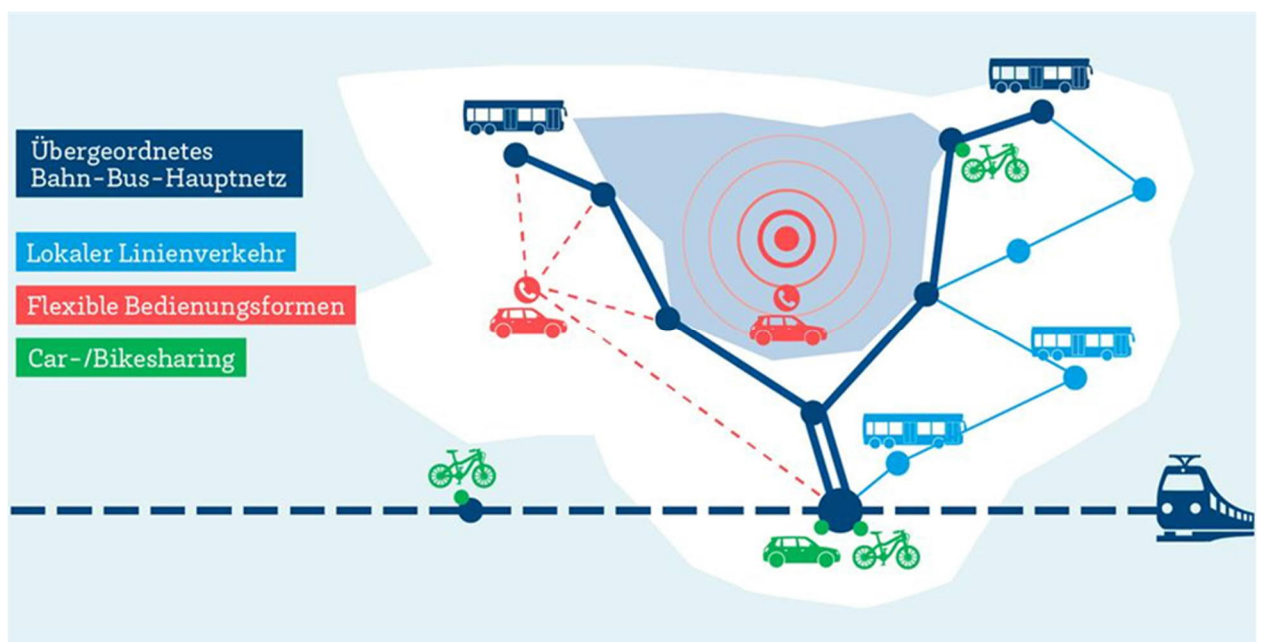 Übergeordnetes
Bahn-Bus-Hauptnetz
Lokaler Linienverkehr
Flexible Bedienungsformen
Car-/Bikesharing